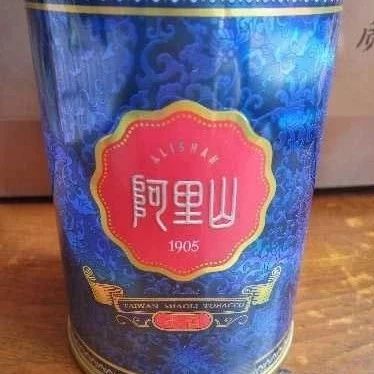 ALISHAN
阿里山
1905
TAIWAN SHAOLI TOBACCO